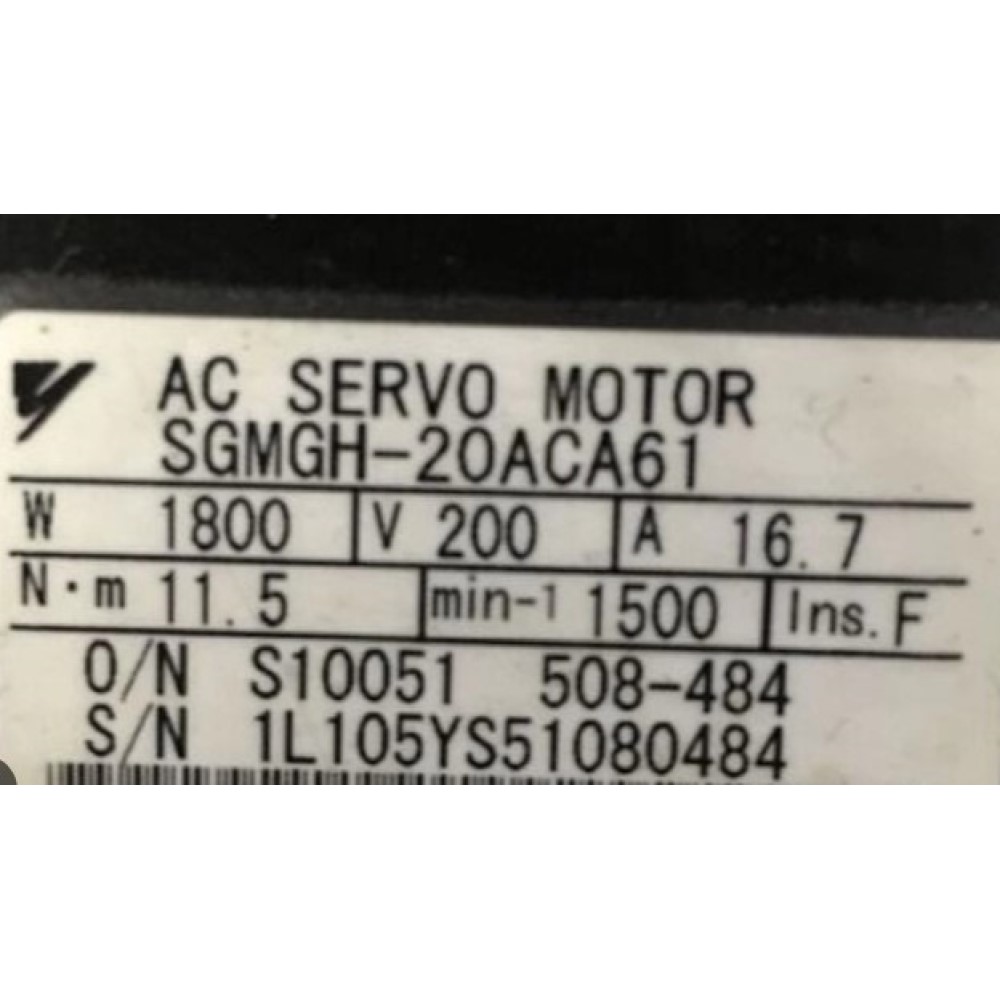 AC SERVO MOTOR
SGMGH-20ACA61
W 1800 V 200 A 16.7
N·m 11.5 min-1 1500 Ins. F
O/N S10051 508-484
S/N 1L105YS51080484